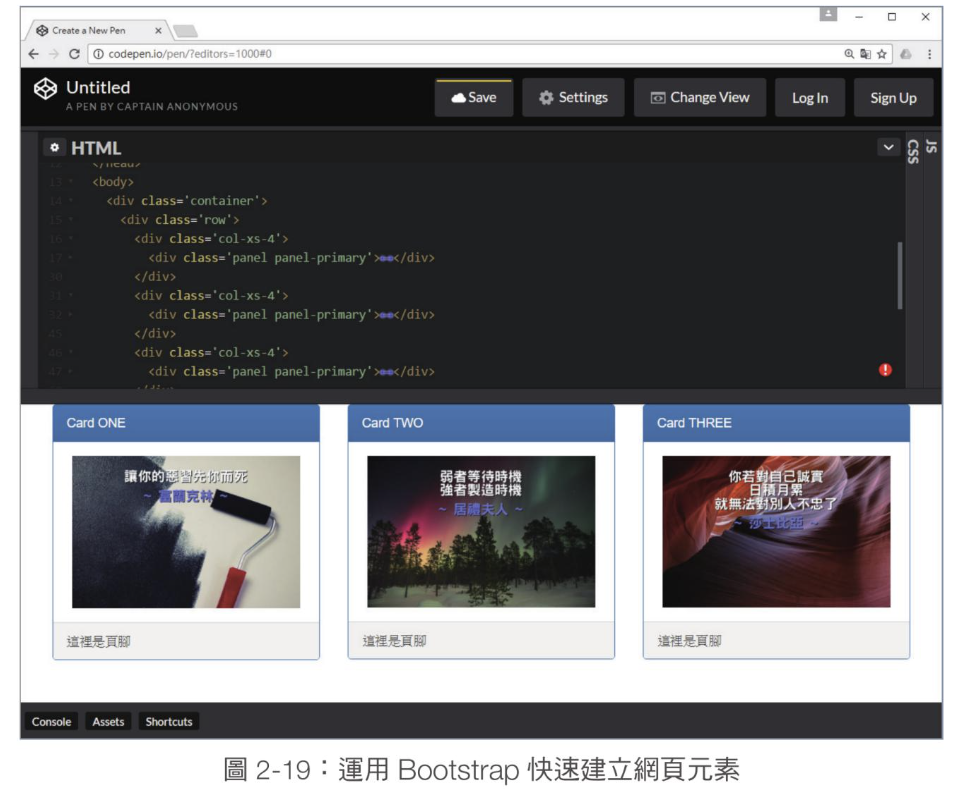 Create a New Pen
codepen.io/pen/?editors=1000#0
Untitled
A PEN BY CAPTAIN ANONYMOUS
Save
Settings
Change View
Log In
Sign Up
HTML
CSS
JS
12 </head>
13 <body>
14 <div class='container'>
15 <div class='row'>
16 <div class='col-xs-4'>
17 <div class='panel panel-primary'></div>
30 </div>
31 <div class='col-xs-4'>
32 <div class='panel panel-primary'></div>
45 </div>
46 <div class='col-xs-4'>
47 <div class='panel panel-primary'></div>
</div>
Card ONE
讓你的惡習先你而死
~ 富蘭克林 ~
這裡是頁腳
Card TWO
弱者等待時機
強者製造時機
~ 居禮夫人 ~
這裡是頁腳
Card THREE
你若對自己誠實
日積月累
就無法對別人不忠了
~ 莎士比亞 ~
這裡是頁腳
Console
Assets
Shortcuts
圖 2-19：運用 Bootstrap 快速建立網頁元素